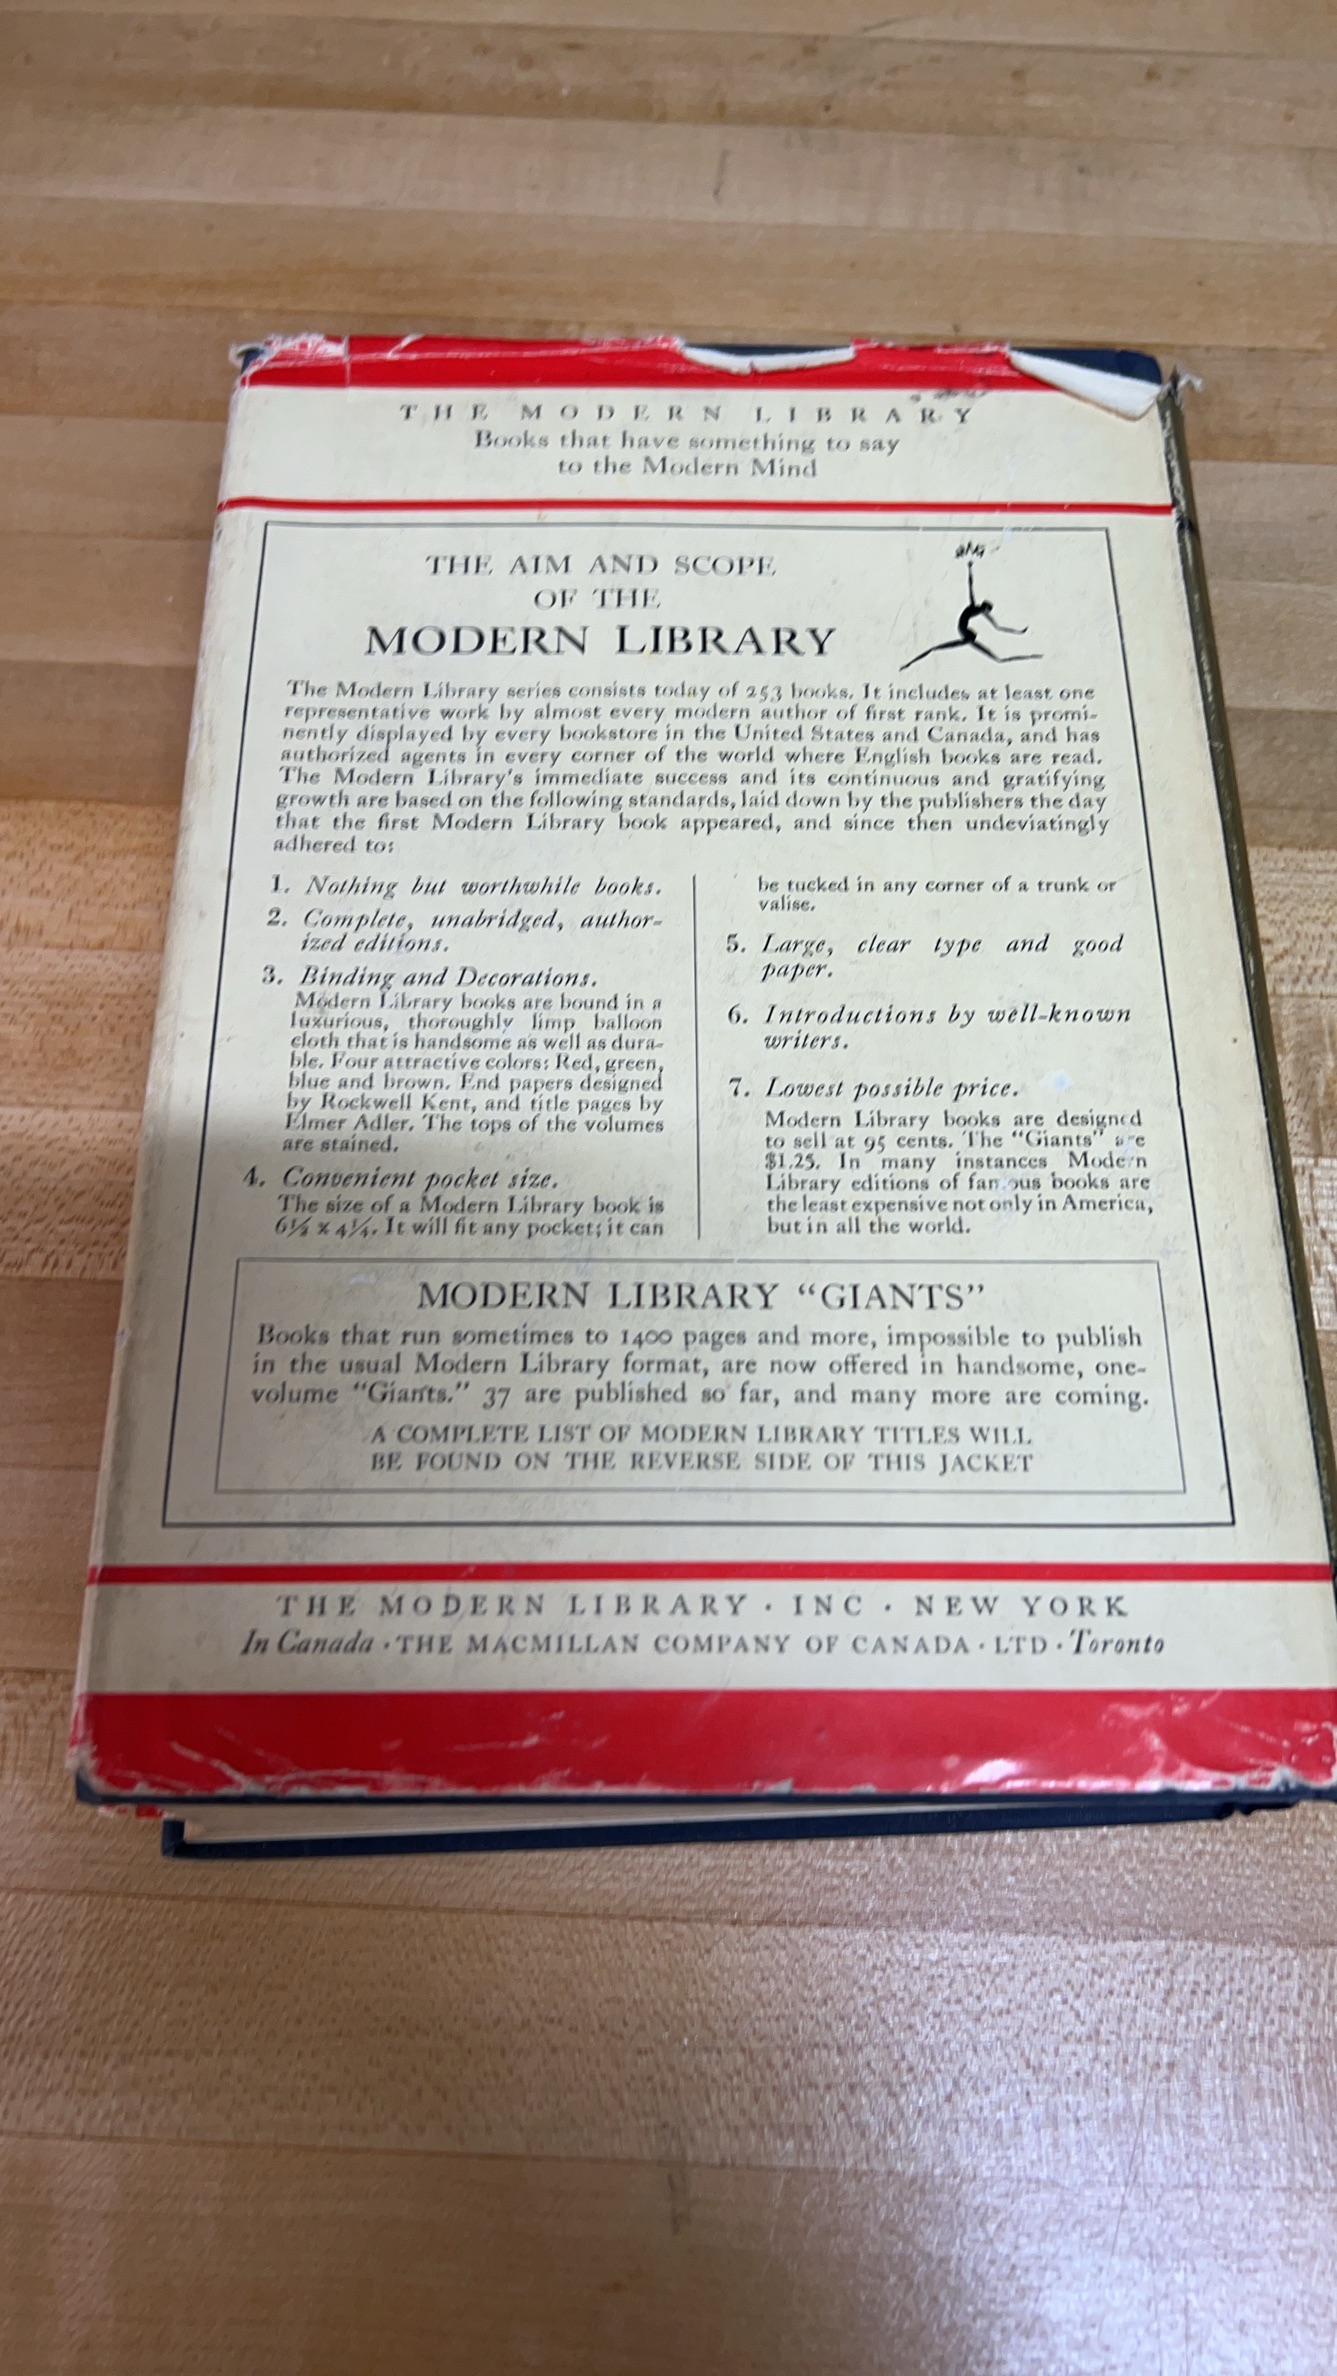 THE MODERN LIBRARY
Books that have something to say
to the Modern Mind
THE AIM AND SCOPE
OF THE
MODERN LIBRARY
The Modern Library series consists today of 253 books. It includes at least one
representative work by almost every modern author of first rank. It is promi-
nently displayed by every bookstore in the United States and Canada, and has
authorized agents in every corner of the world where English books are read.
The Modern Library's immediate success and its continuous and gratifying
growth are based on the following standards, laid down by the publishers the day
that the first Modern Library book appeared, and since then undeviatingly
adhered to:
1. Nothing but worthwhile books.
2. Complete, unabridged, author-
ized editions.
3. Binding and Decorations.
Modern Library books are bound in a
luxurious, thoroughly limp balloon
cloth that is handsome as well as dura-
ble. Four attractive colors: Red, green,
blue and brown. End papers designed
by Rockwell Kent, and title pages by
Elmer Adler. The tops of the volumes
are stained.
4. Convenient pocket size.
The size of a Modern Library book is
6½ x 4¼. It will fit any pocket; it can
be tucked in any corner of a trunk or
valise.
5. Large, clear type and good
paper.
6. Introductions by well-known
writers.
7. Lowest possible price.
Modern Library books are designed
to sell at 95 cents. The "Giants" are
$1.25. In many instances Modern
Library editions of famous books are
the least expensive not only in America,
but in all the world.
MODERN LIBRARY "GIANTS"
Books that run sometimes to 1400 pages and more, impossible to publish
in the usual Modern Library format, are now offered in handsome, one-
volume "Giants." 37 are published so far, and many more are coming.
A COMPLETE LIST OF MODERN LIBRARY TITLES WILL
BE FOUND ON THE REVERSE SIDE OF THIS JACKET
THE MODERN LIBRARY · INC · NEW YORK
In Canada · THE MACMILLAN COMPANY OF CANADA · LTD · Toronto